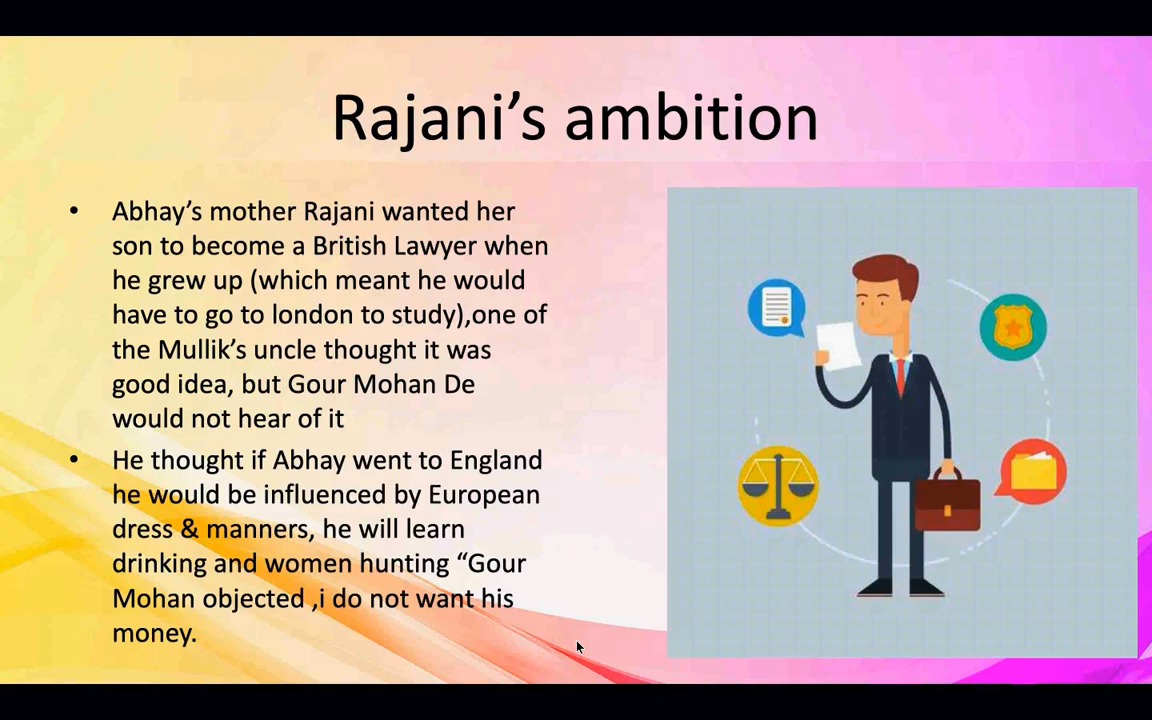 Rajani’s ambition
• Abhay’s mother Rajani wanted her
son to become a British Lawyer when
he grew up (which meant he would
have to go to london to study),one of
the Mullik’s uncle thought it was
good idea, but Gour Mohan De
would not hear of it
• He thought if Abhay went to England
he would be influenced by European
dress & manners, he will learn
drinking and women hunting “Gour
Mohan objected ,i do not want his
money.